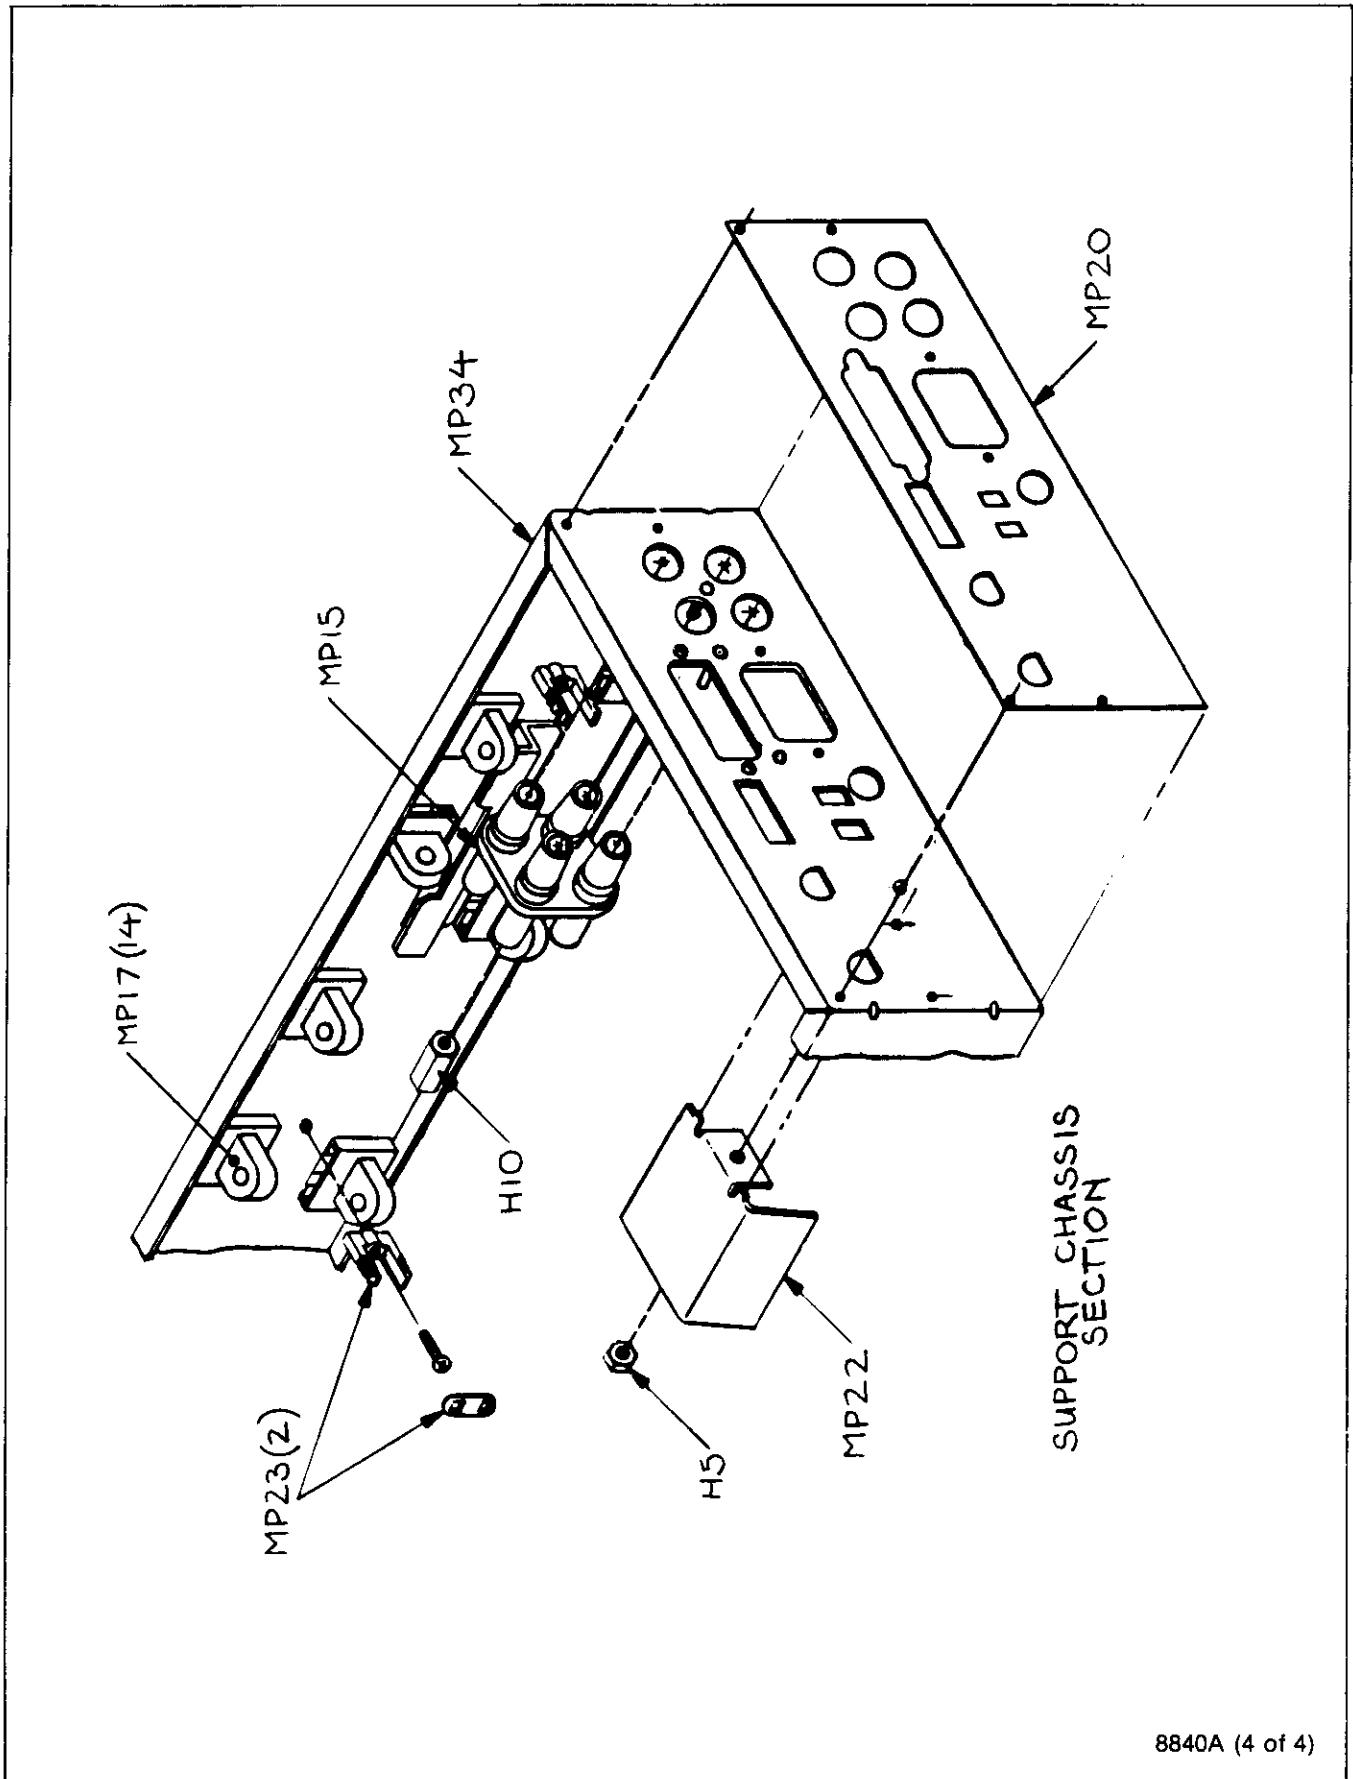 MP23(2)
MP17(14)
MP15
MP34
H10
H5
MP22
MP20
SUPPORT CHASSIS
SECTION
8840A (4 of 4)